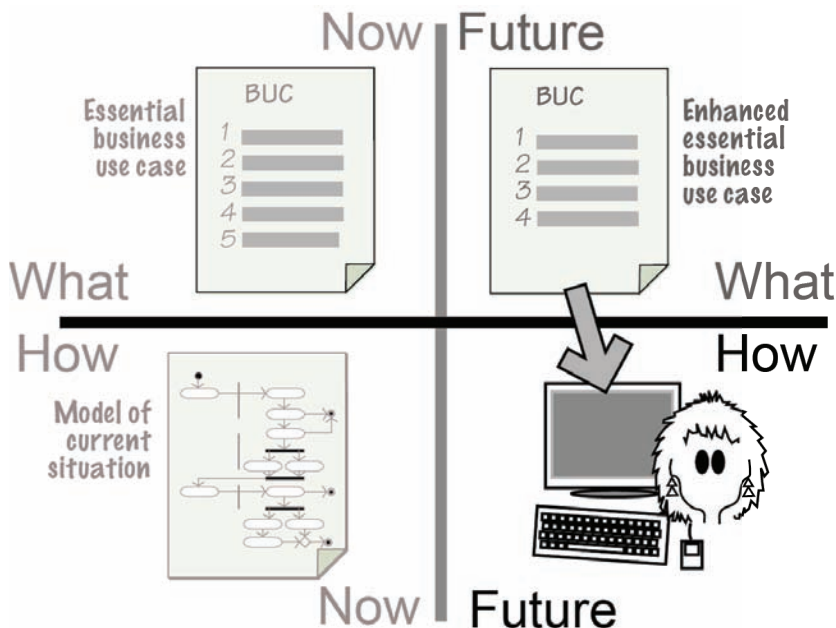 Now Future
Essential
business
use case
BUC
1
2
3
4
5
BUC
1
2
3
4
Enhanced
essential
business
use case
What What
How How
Model of
current
situation
Now Future